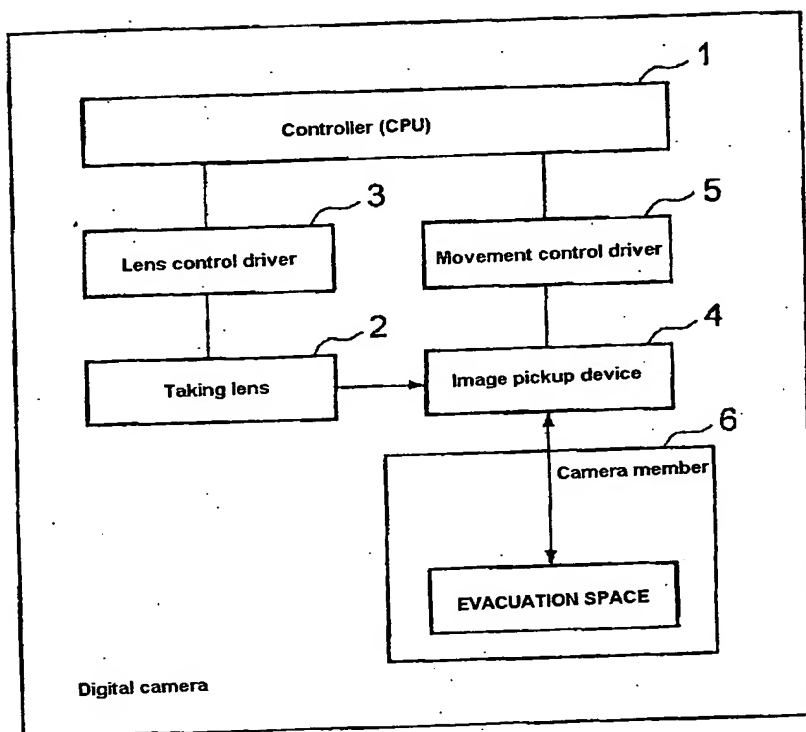 1
Controller (CPU)
3
5
Lens control driver
Movement control driver
2
4
Taking lens
Image pickup device
6
Camera member
EVACUATION SPACE
Digital camera